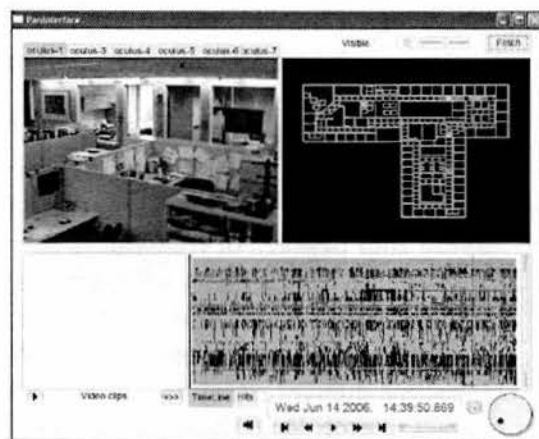 PanInterface
oculus-1 oculus-3 oculus-4 oculus-5 oculus-6 oculus-7
Visible
Fetch
Video clips >>>
TimeLine Hits
Wed Jun 14 2006, 14:39:50.869